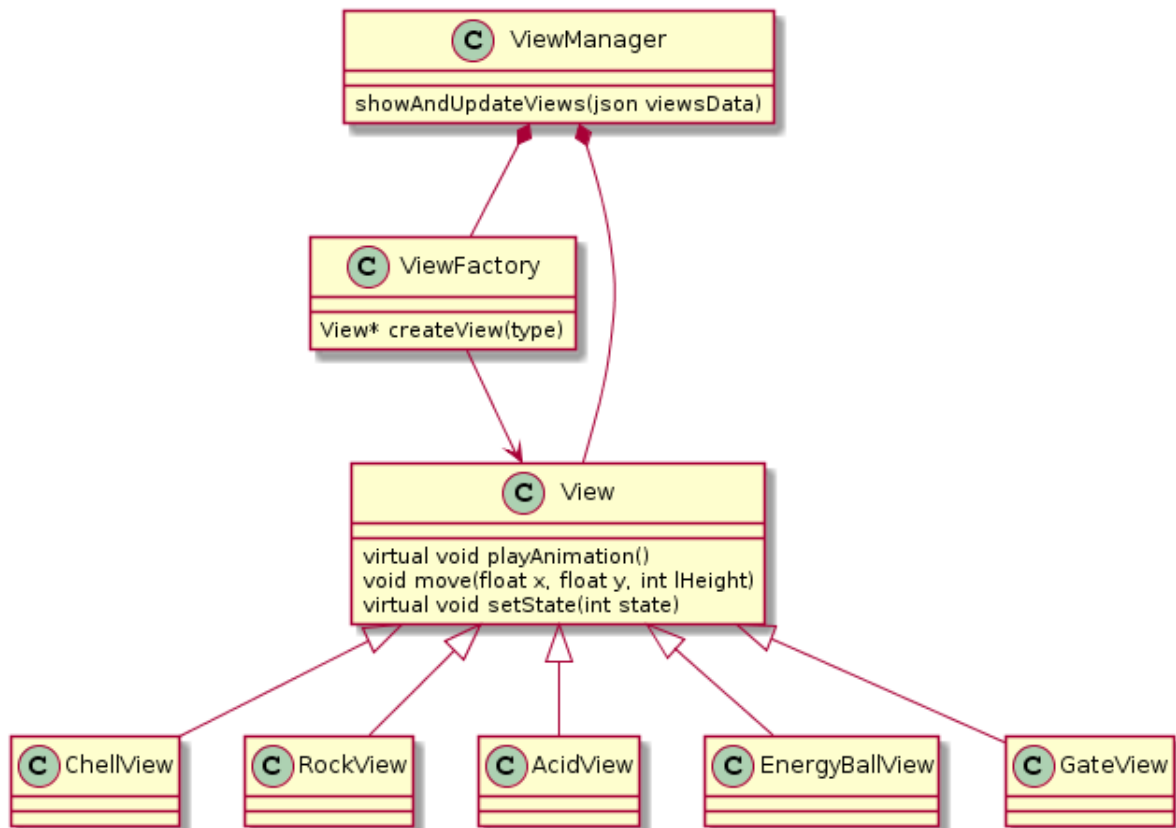 C ViewManager
showAndUpdateViews(json viewsData)
C ViewFactory
View* createView(type)
C View
virtual void playAnimation()
void move(float x, float y, int lHeight)
virtual void setState(int state)
C ChellView
C RockView
C AcidView
C EnergyBallView
C GateView